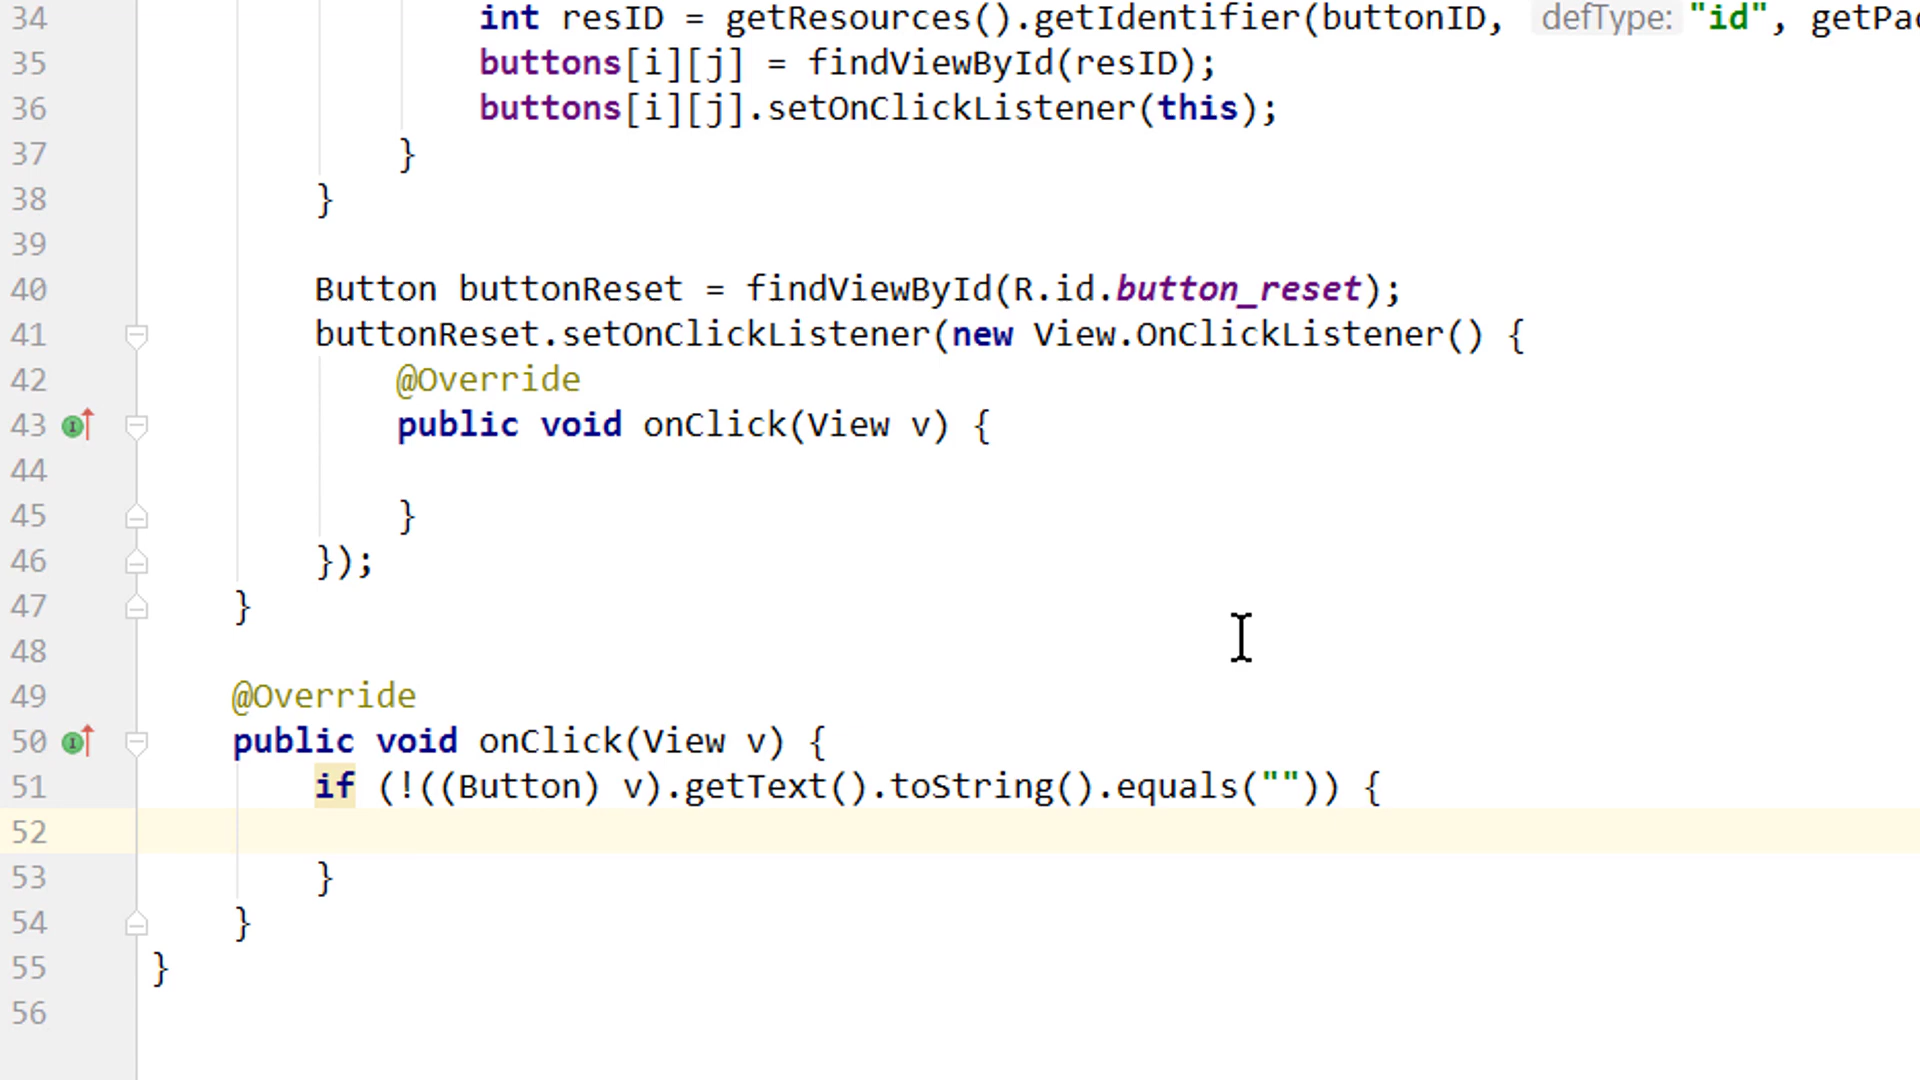 34 int resID = getResources().getIdentifier(buttonID, defType: "id", getPac
35 buttons[i][j] = findViewById(resID);
36 buttons[i][j].setOnClickListener(this);
37 }
38 }
39
40 Button buttonReset = findViewById(R.id.button_reset);
41 buttonReset.setOnClickListener(new View.OnClickListener() {
42 @Override
43 public void onClick(View v) {
44
45 }
46 });
47 }
48
49 @Override
50 public void onClick(View v) {
51 if (!((Button) v).getText().toString().equals("")) {
52
53 }
54 }
55 }
56